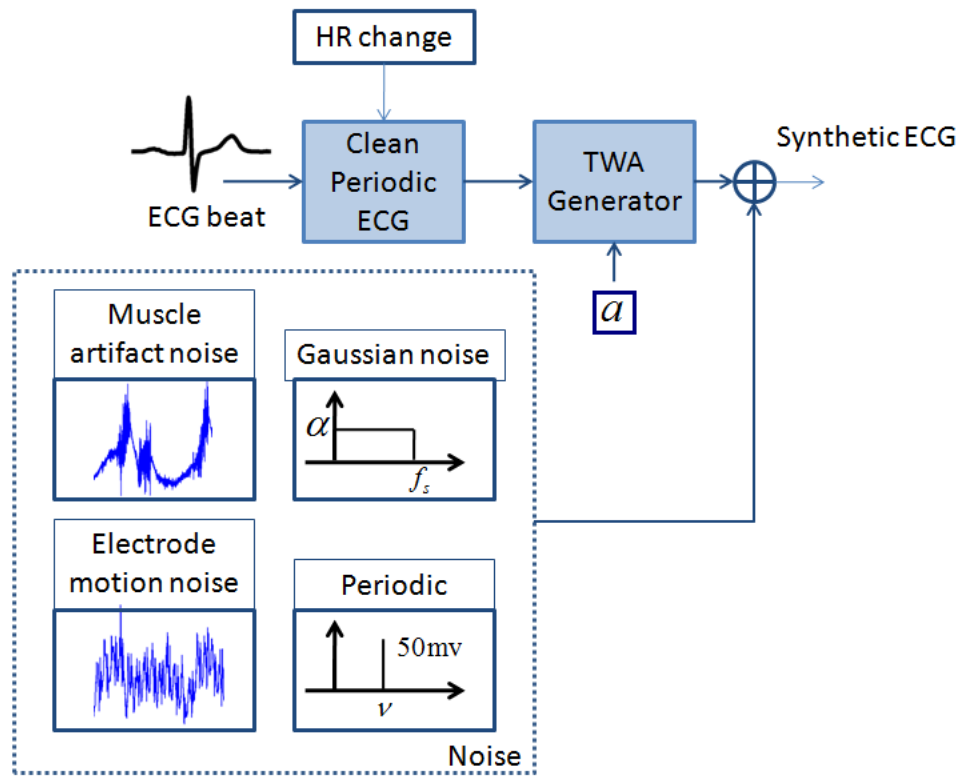 HR change
Clean
Periodic
ECG
TWA
Generator
Synthetic ECG
ECG beat
a
Muscle
artifact noise
Gaussian noise
α
f_s
Electrode
motion noise
Periodic
50mv
ν
Noise